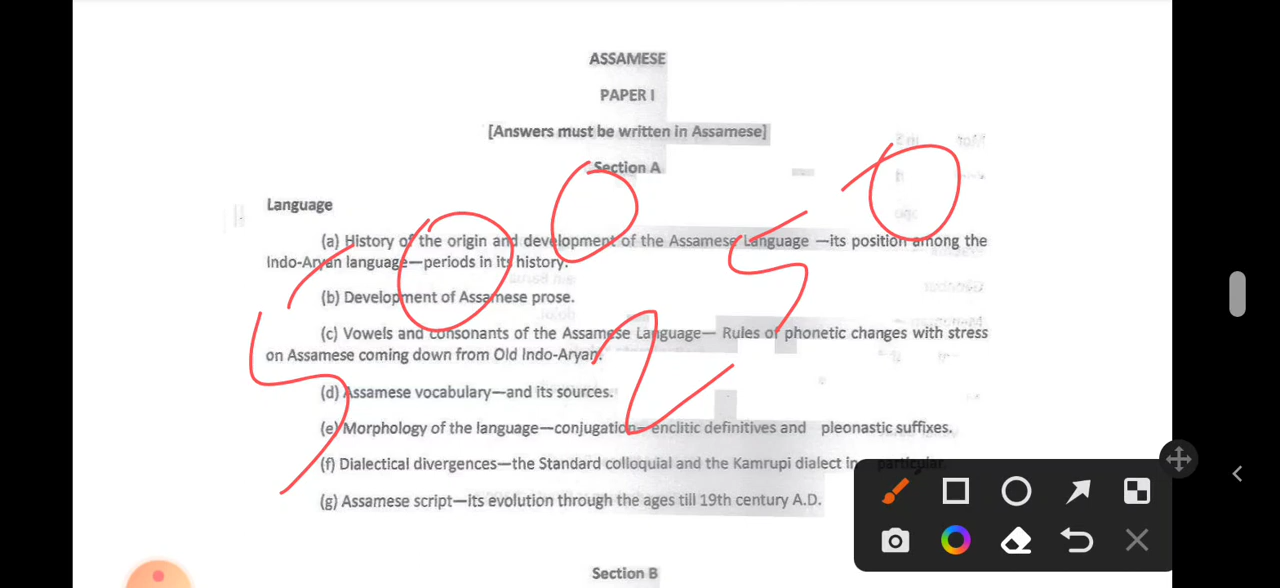 ASSAMESE
PAPER I
[Answers must be written in Assamese]
Section A
Language
(a) History of the origin and development of the Assamese Language —its position among the
Indo-Aryan language—periods in its history.
(b) Development of Assamese prose.
(c) Vowels and consonants of the Assamese Language— Rules of phonetic changes with stress
on Assamese coming down from Old Indo-Aryan.
(d) Assamese vocabulary—and its sources.
(e) Morphology of the language—conjugation—enclitic definitives and pleonastic suffixes.
(f) Dialectical divergences—the Standard colloquial and the Kamrupi dialect in particular.
(g) Assamese script—its evolution through the ages till 19th century A.D.
Section B